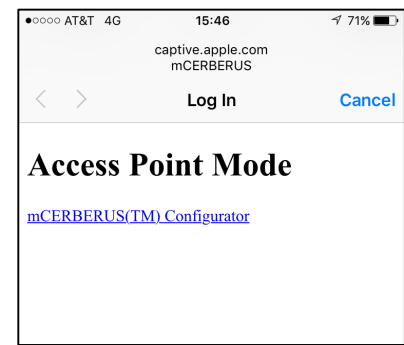 AT&T 4G 15:46 71%
captive.apple.com
mCERBERUS
Log In Cancel
Access Point Mode
mCERBERUS(TM) Configurator